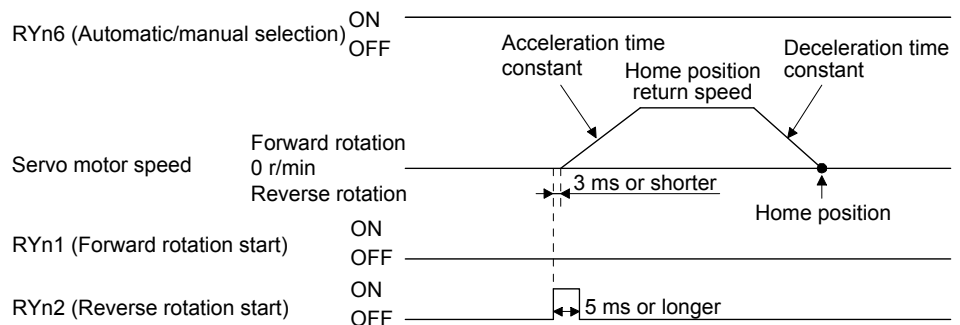 RYn6 (Automatic/manual selection)
ON
OFF
Acceleration time
constant
Home position
return speed
Deceleration time
constant
Servo motor speed
Forward rotation
0 r/min
Reverse rotation
3 ms or shorter
Home position
RYn1 (Forward rotation start)
ON
OFF
RYn2 (Reverse rotation start)
ON
OFF
5 ms or longer